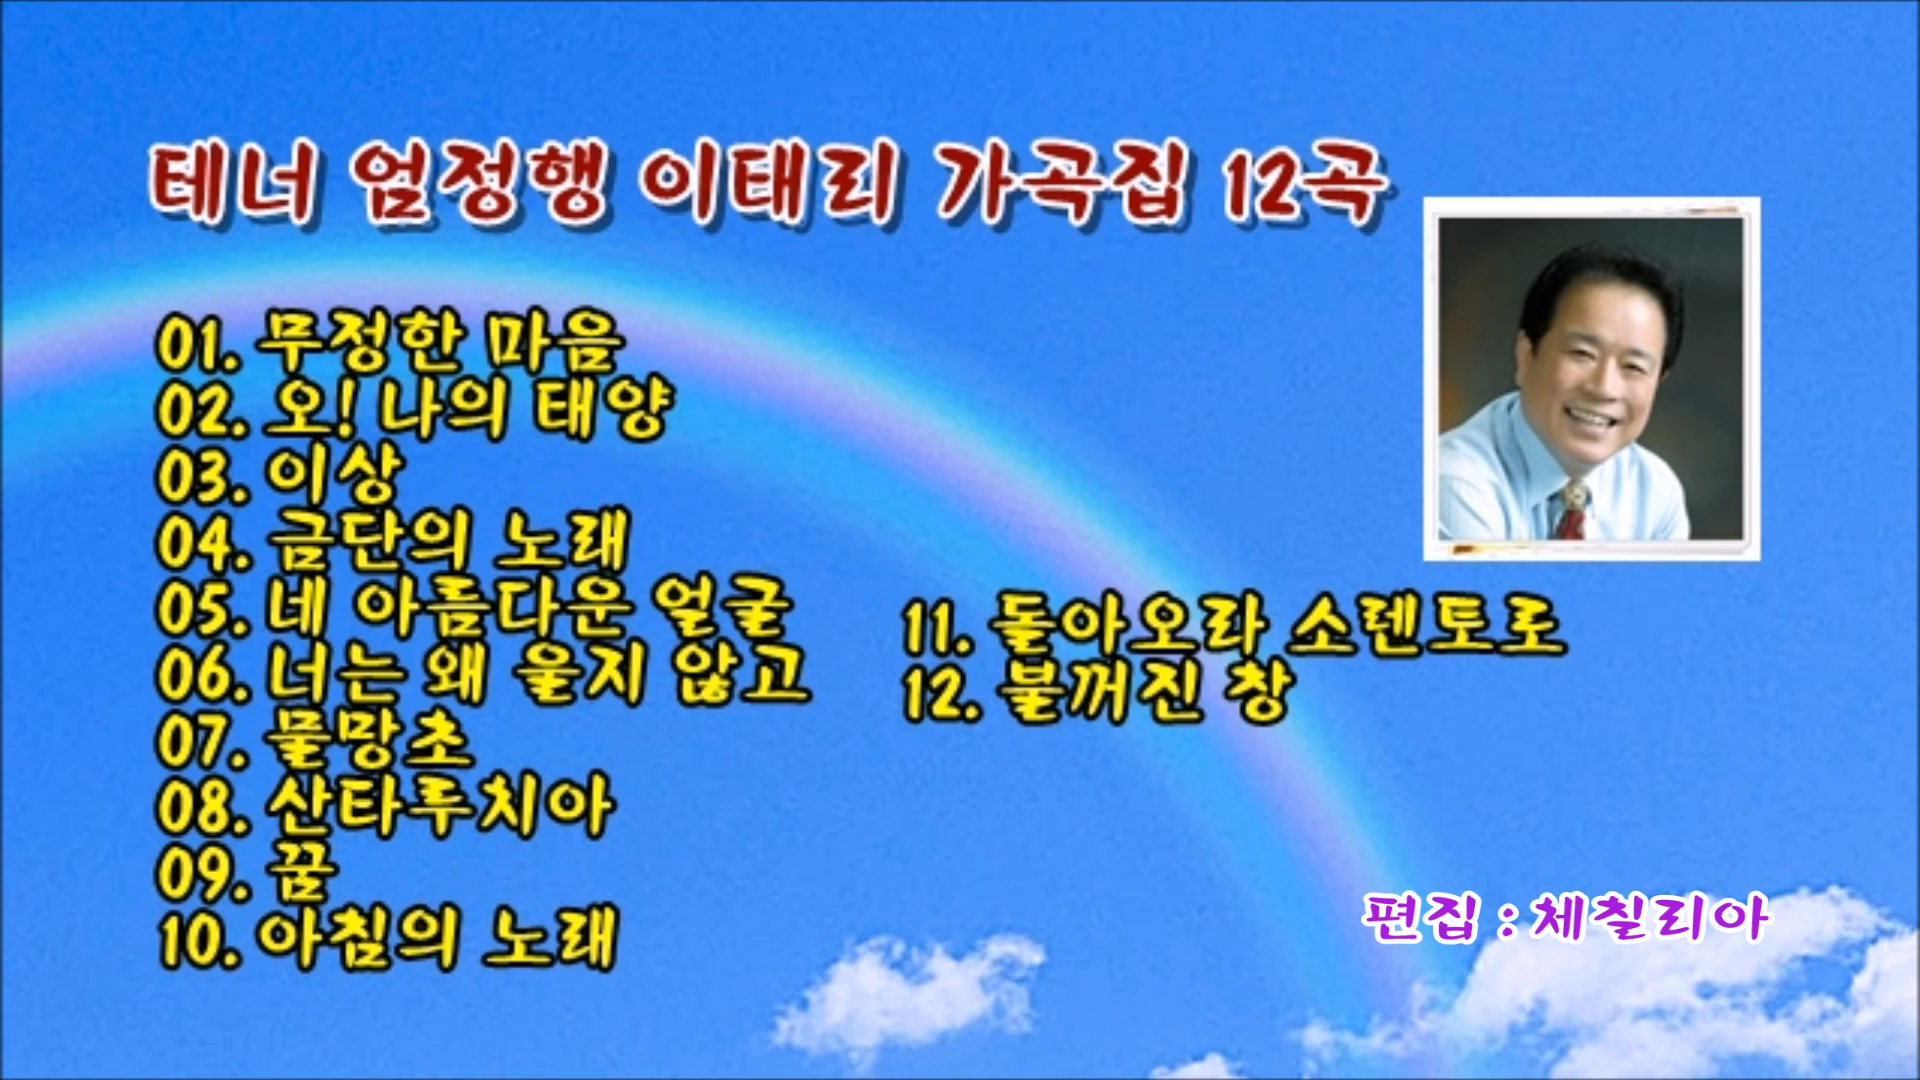 테너 엄정행 이태리 가곡집 12곡
01. 무정한 마음
02. 오! 나의 태양
03. 이상
04. 금단의 노래
05. 네 아름다운 얼굴
06. 너는 왜 울지 않고
07. 물망초
08. 산타루치아
09. 꿈
10. 아침의 노래
11. 돌아오라 소렌토로
12. 불꺼진 창
편집 : 체칠리아